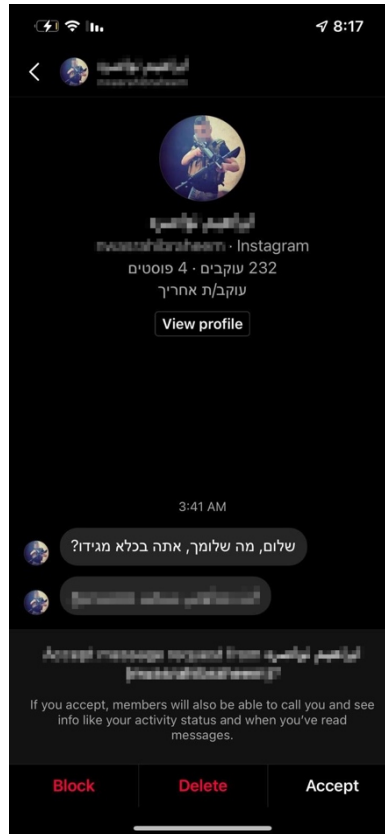 8:17
· Instagram
232 עוקבים · 4 פוסטים
עוקב/ת אחריך
View profile
3:41 AM
שלום, מה שלומך, אתה בכלא מגידו?
If you accept, members will also be able to call you and see
info like your activity status and when you’ve read
messages.
Block
Delete
Accept